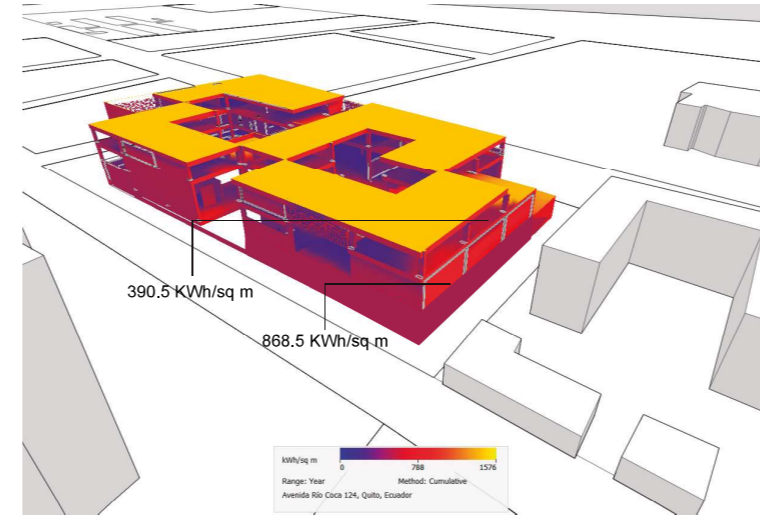 390.5 KWh/sq m
868.5 KWh/sq m
kWh/sq m
0 788 1576
Range: Year Method: Cumulative
Avenida Río Coca 124, Quito, Ecuador